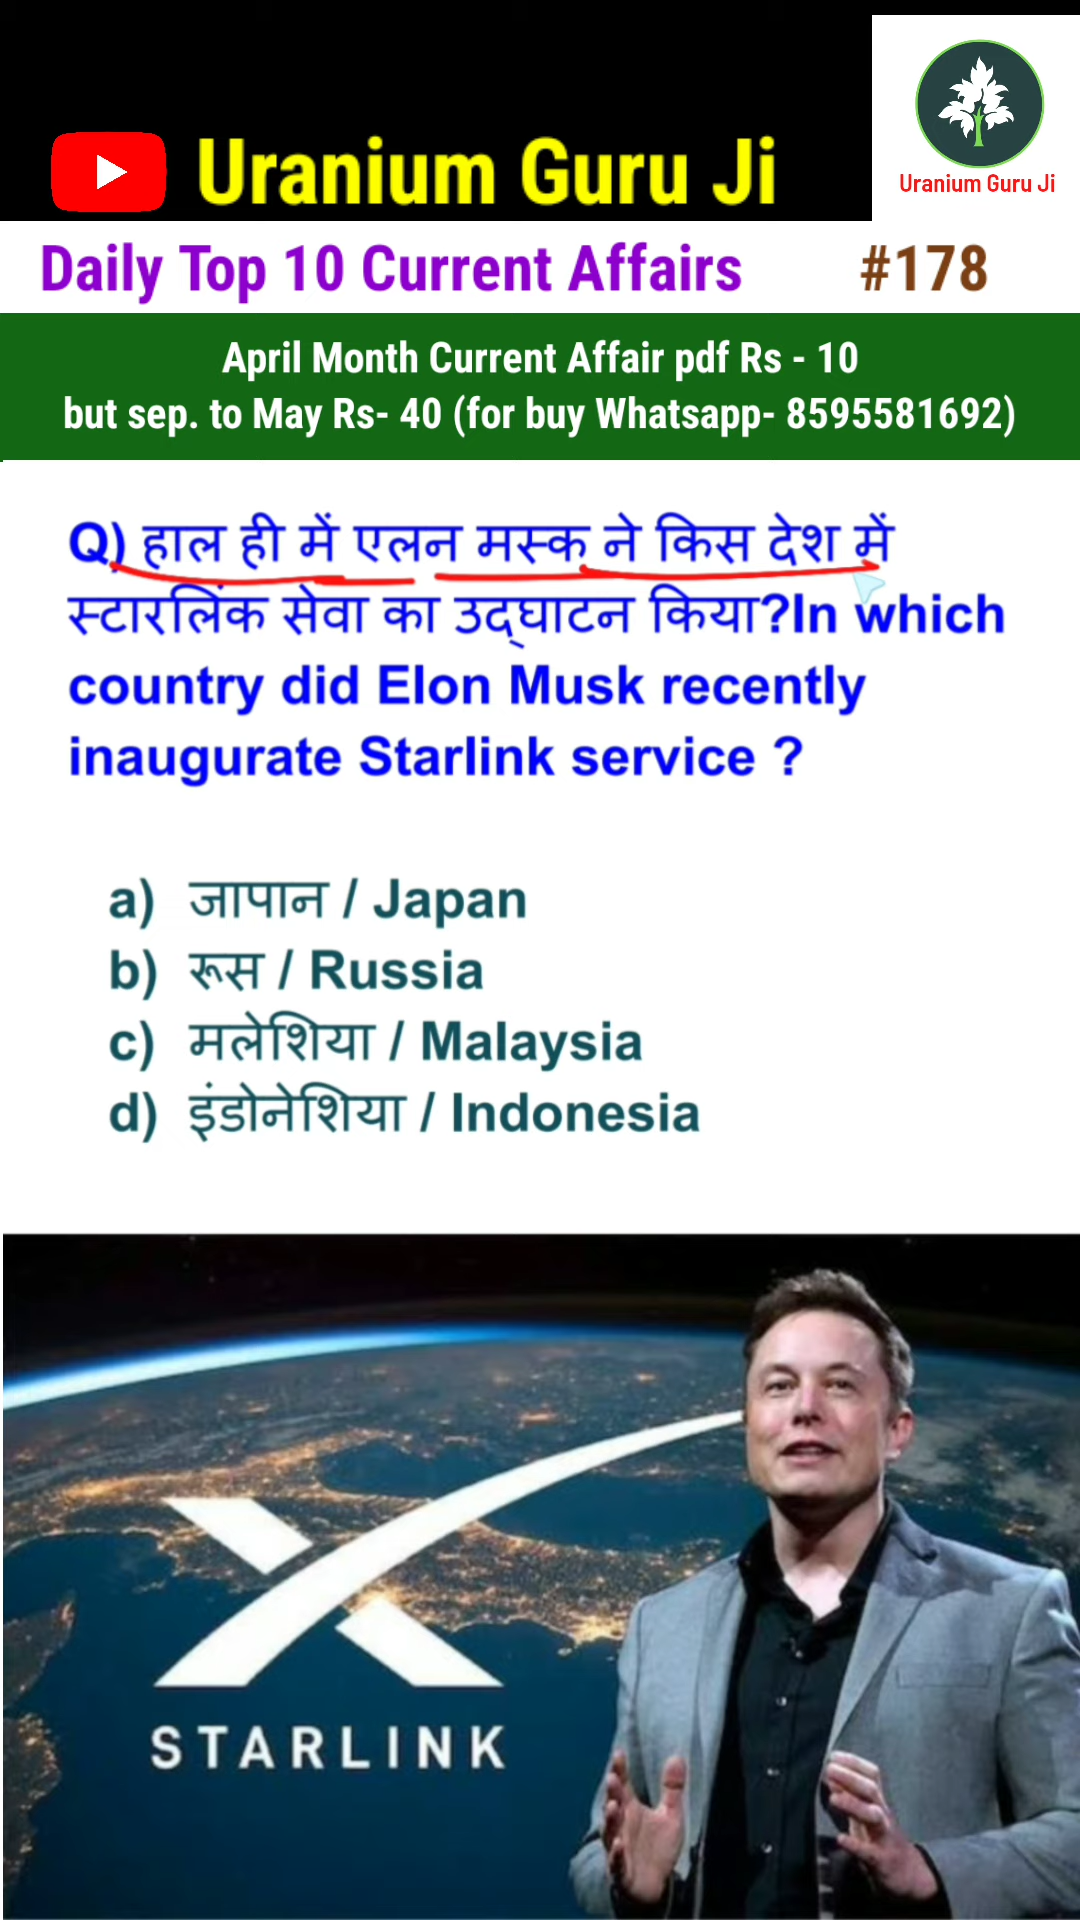 Uranium Guru Ji
Uranium Guru Ji
Daily Top 10 Current Affairs #178
April Month Current Affair pdf Rs - 10
but sep. to May Rs- 40 (for buy Whatsapp- 8595581692)
Q) हाल ही में एलन मस्क ने किस देश में
स्टारलिंक सेवा का उद्घाटन किया?In which
country did Elon Musk recently
inaugurate Starlink service ?
a) जापान / Japan
b) रूस / Russia
c) मलेशिया / Malaysia
d) इंडोनेशिया / Indonesia
STARLINK